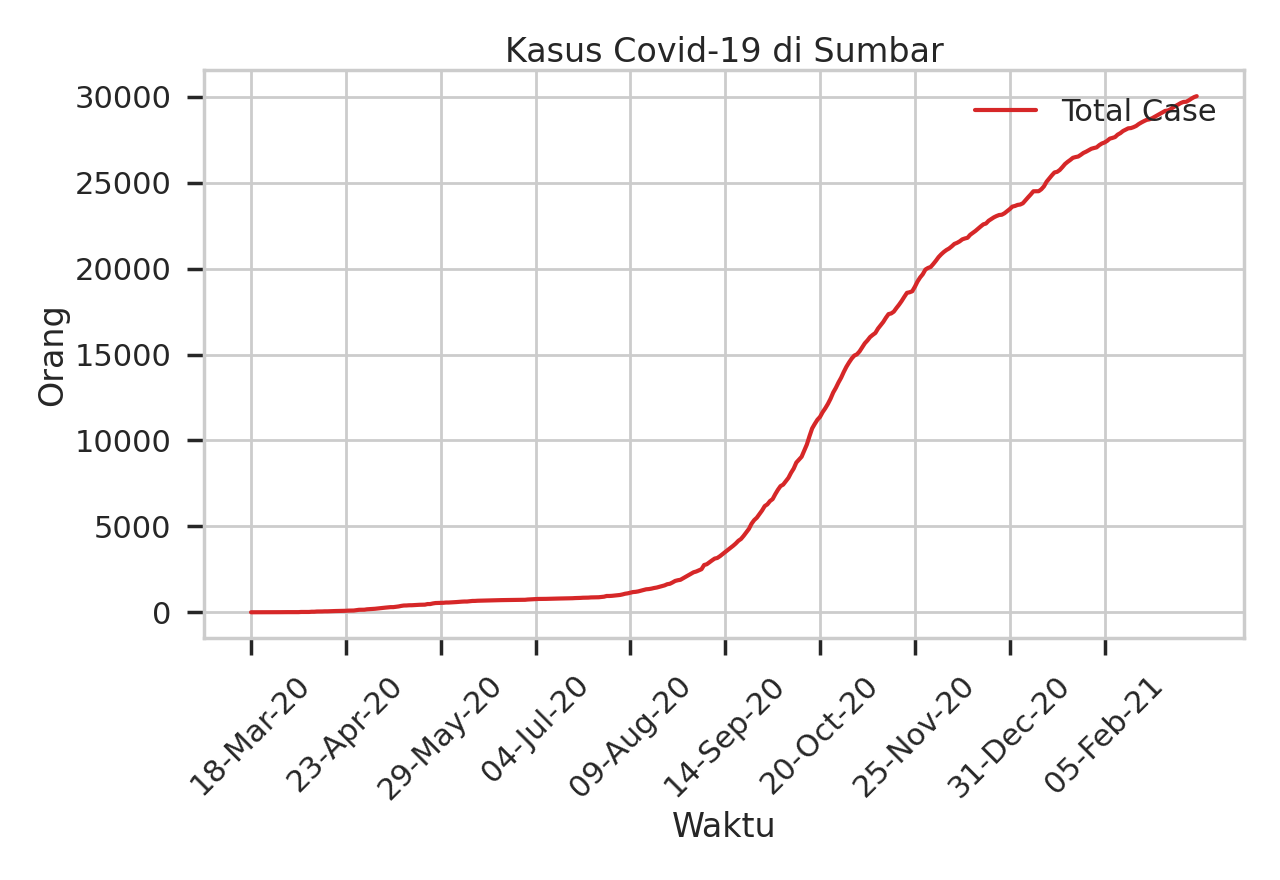 Kasus Covid-19 di Sumbar
Total Case
Orang
30000
25000
20000
15000
10000
5000
0
18-Mar-20
23-Apr-20
29-May-20
04-Jul-20
09-Aug-20
14-Sep-20
20-Oct-20
25-Nov-20
31-Dec-20
05-Feb-21
Waktu